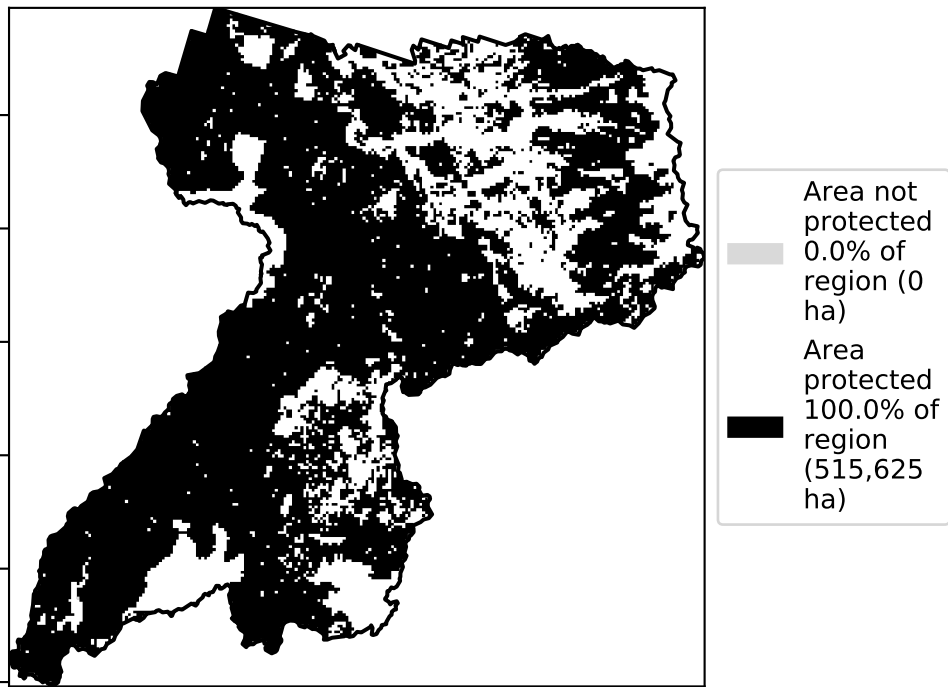 Area not
protected
0.0% of
region (0
ha)
Area
protected
100.0% of
region
(515,625
ha)